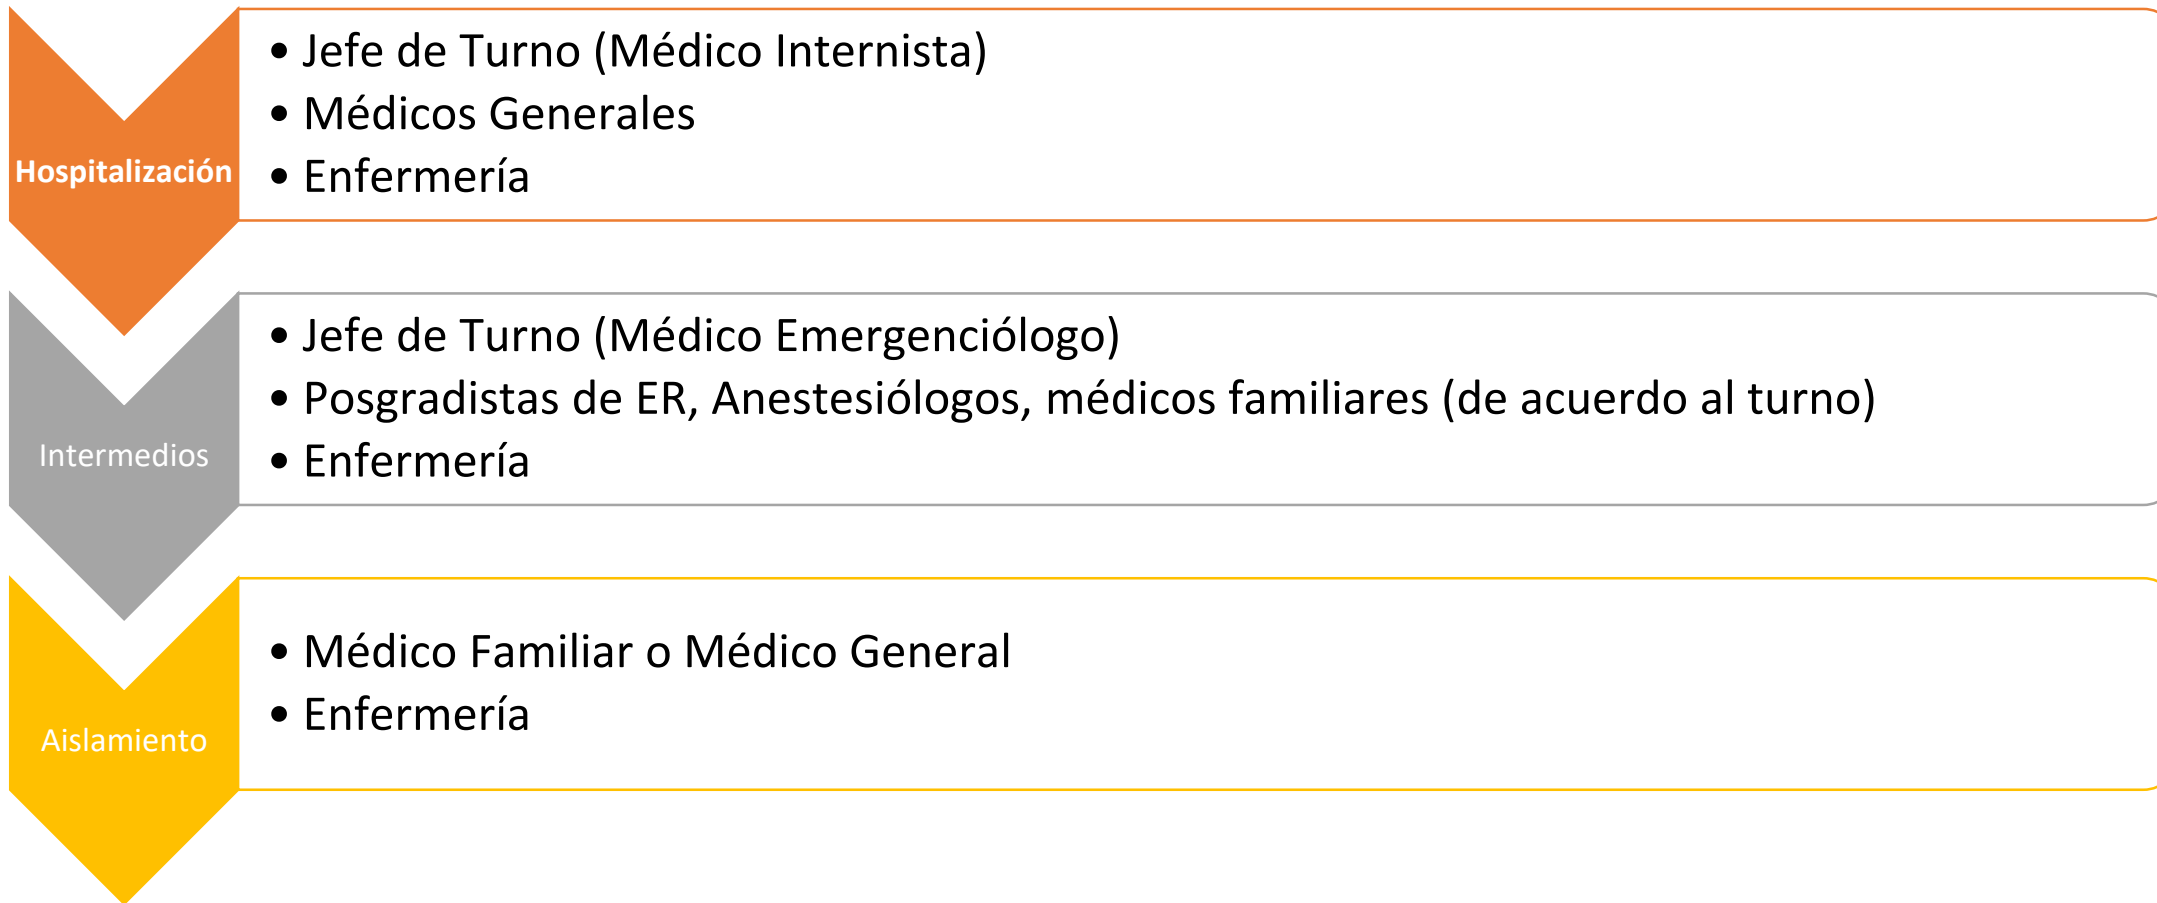 Hospitalización
• Jefe de Turno (Médico Internista)
• Médicos Generales
• Enfermería
Intermedios
• Jefe de Turno (Médico Emergenciólogo)
• Posgradistas de ER, Anestesiólogos, médicos familiares (de acuerdo al turno)
• Enfermería
Aislamiento
• Médico Familiar o Médico General
• Enfermería